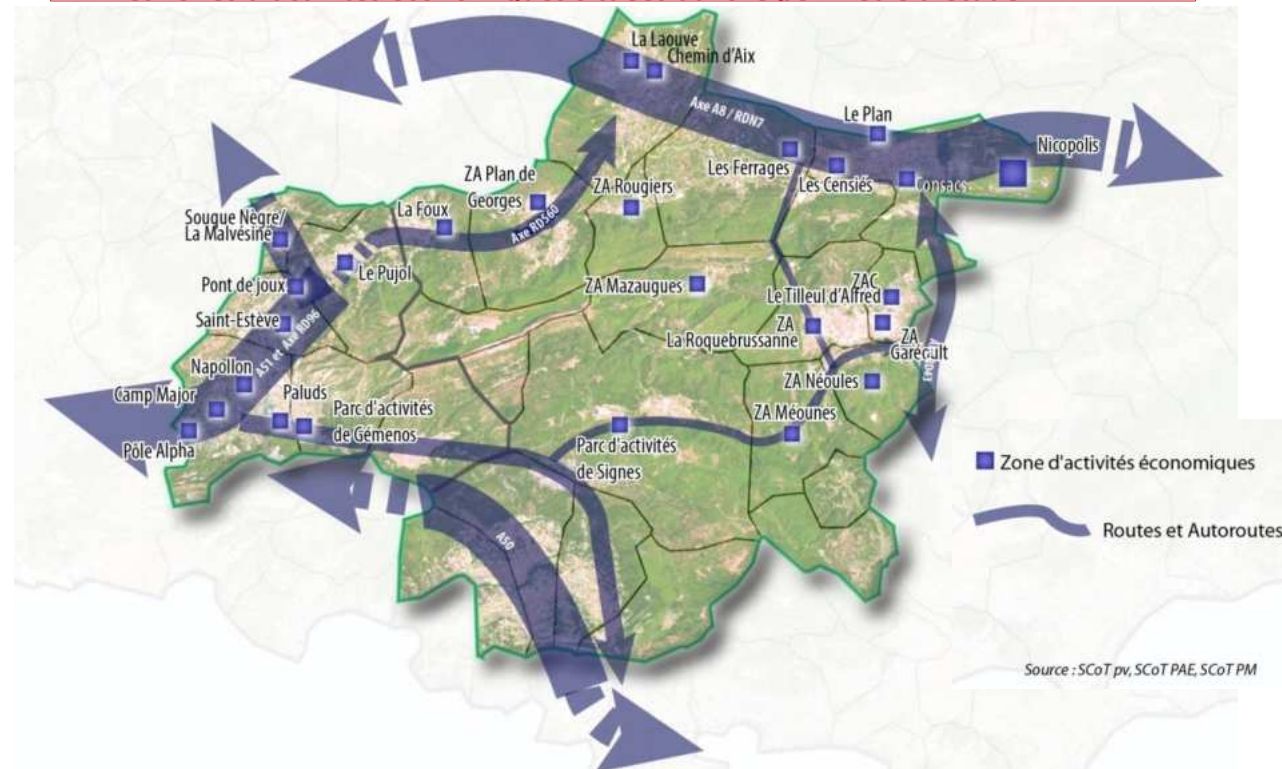 La Laouve
Chemin d'Aix
Axe A8 / RDN7
Le Plan
Nicopolis
Les Ferrages
Les Censiés
Consacs
ZA Plan de
Georges
ZA Rougiers
La Foux
Axe RD560
Sougue Nègre/
La Malvésine
Le Pujol
Pont de joux
Saint-Estève
A51 et Axe RD96
Napollon
Camp Major
Paluds
Pôle Alpha
Parc d'activités
de Gémenos
ZA Mazaugues
ZAC
Le Tilleul d'Alfred
ZA
La Roquebrussanne
ZA
Garéoult
ZA Néoules
ZA Méounes
Parc d'activités
de Signes
A50
Zone d'activités économiques
Routes et Autoroutes
Source : SCoT pv, SCoT PAE, SCoT PM